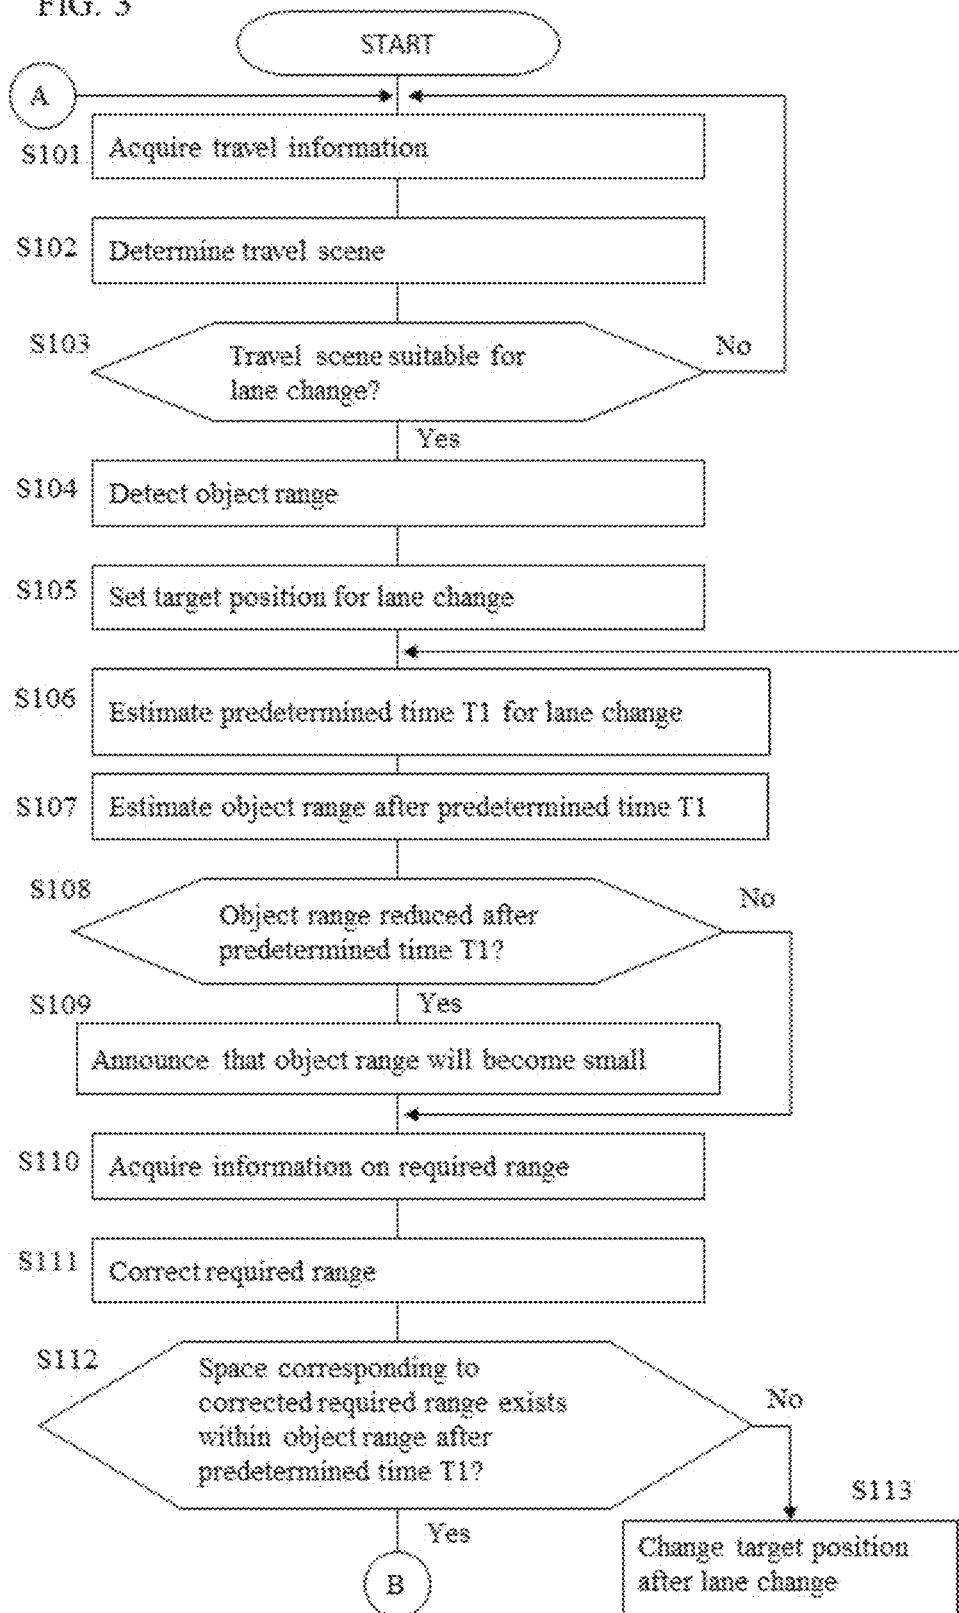 FIG. 3
START
A
S101
Acquire travel information
S102
Determine travel scene
S103
Travel scene suitable for
lane change?
No
Yes
S104
Detect object range
S105
Set target position for lane change
S106
Estimate predetermined time T1 for lane change
S107
Estimate object range after predetermined time T1
S108
Object range reduced after
predetermined time T1?
No
Yes
S109
Announce that object range will become small
S110
Acquire information on required range
S111
Correct required range
S112
Space corresponding to
corrected required range exists
within object range after
predetermined time T1?
No
S113
Yes
Change target position
after lane change
B